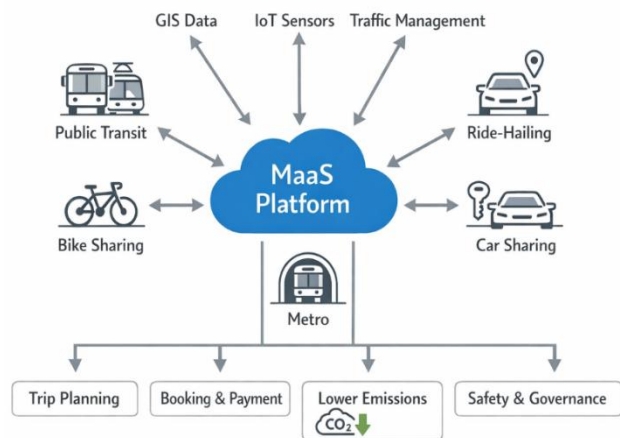 GIS Data
IoT Sensors
Traffic Management
Public Transit
Ride-Hailing
MaaS
Platform
Bike Sharing
Car Sharing
Metro
Trip Planning
Booking & Payment
Lower Emissions
CO₂
Safety & Governance